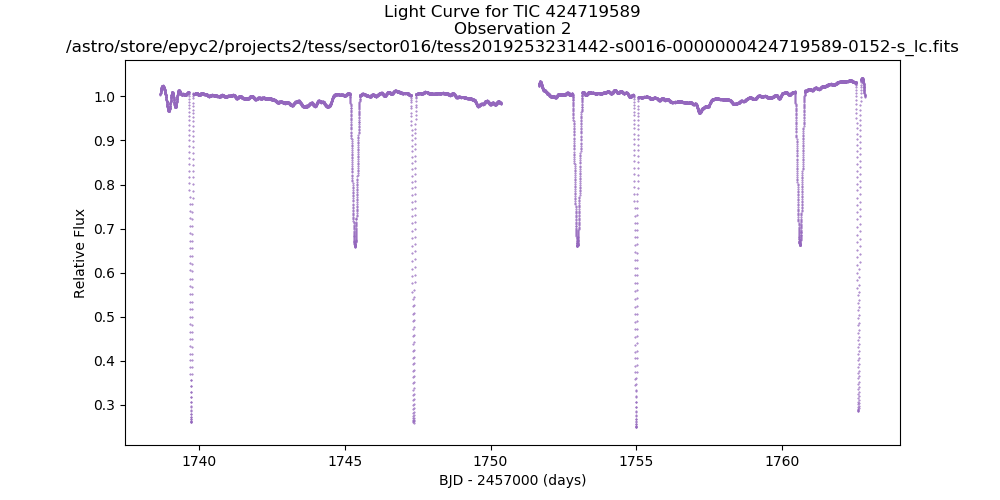 Light Curve for TIC 424719589
Observation 2
/astro/store/epyc2/projects2/tess/sector016/tess2019253231442-s0016-0000000424719589-0152-s_lc.fits
1.0
0.9
0.8
0.7
0.6
0.5
0.4
0.3
Relative Flux
1740
1745
1750
1755
1760
BJD - 2457000 (days)